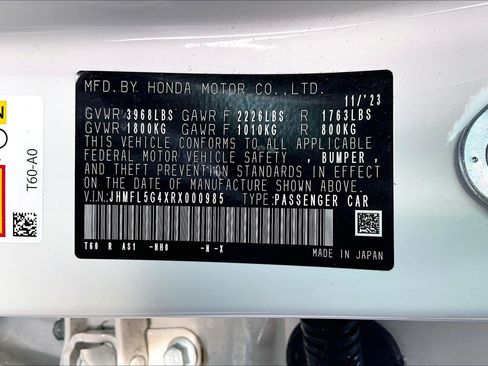 MFD.BY HONDA MOTOR CO.,LTD.
11/'23
GVWR 3968LBS GAWR F 2226LBS R 1763LBS
GVWR 1800KG GAWR F 1010KG R 800KG
THIS VEHICLE CONFORMS TO ALL APPLICABLE
FEDERAL MOTOR VEHICLE SAFETY , BUMPER ,
AND THEFT PREVENTION STANDARDS IN EFFECT
ON THE DATE OF MANUFACTURE SHOWN ABOVE.
V.I.N:JHMFL5G4XRX000985 TYPE:PASSENGER CAR
T60 R AS1 -NH0 -N -X
MADE IN JAPAN
T60-A0